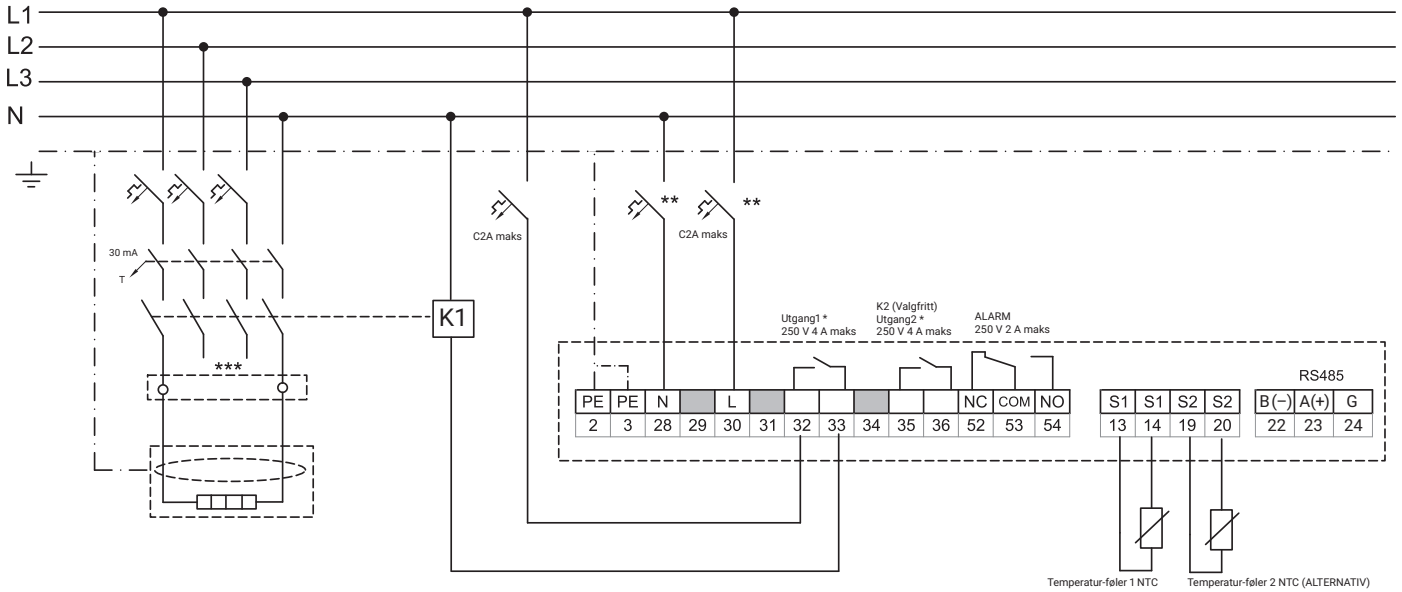 L1
L2
L3
N
30 mA
T
***
K1
C2A maks
**
C2A maks
**
Utgang1 *
250 V 4 A maks
K2 (Valgfritt)
Utgang2 *
250 V 4 A maks
ALARM
250 V 2 A maks
RS485
PE PE N L NC COM NO S1 S1 S2 S2 B(−) A(+) G
2 3 28 29 30 31 32 33 34 35 36 52 53 54 13 14 19 20 22 23 24
Temperatur-føler 1 NTC
Temperatur-føler 2 NTC (ALTERNATIV)